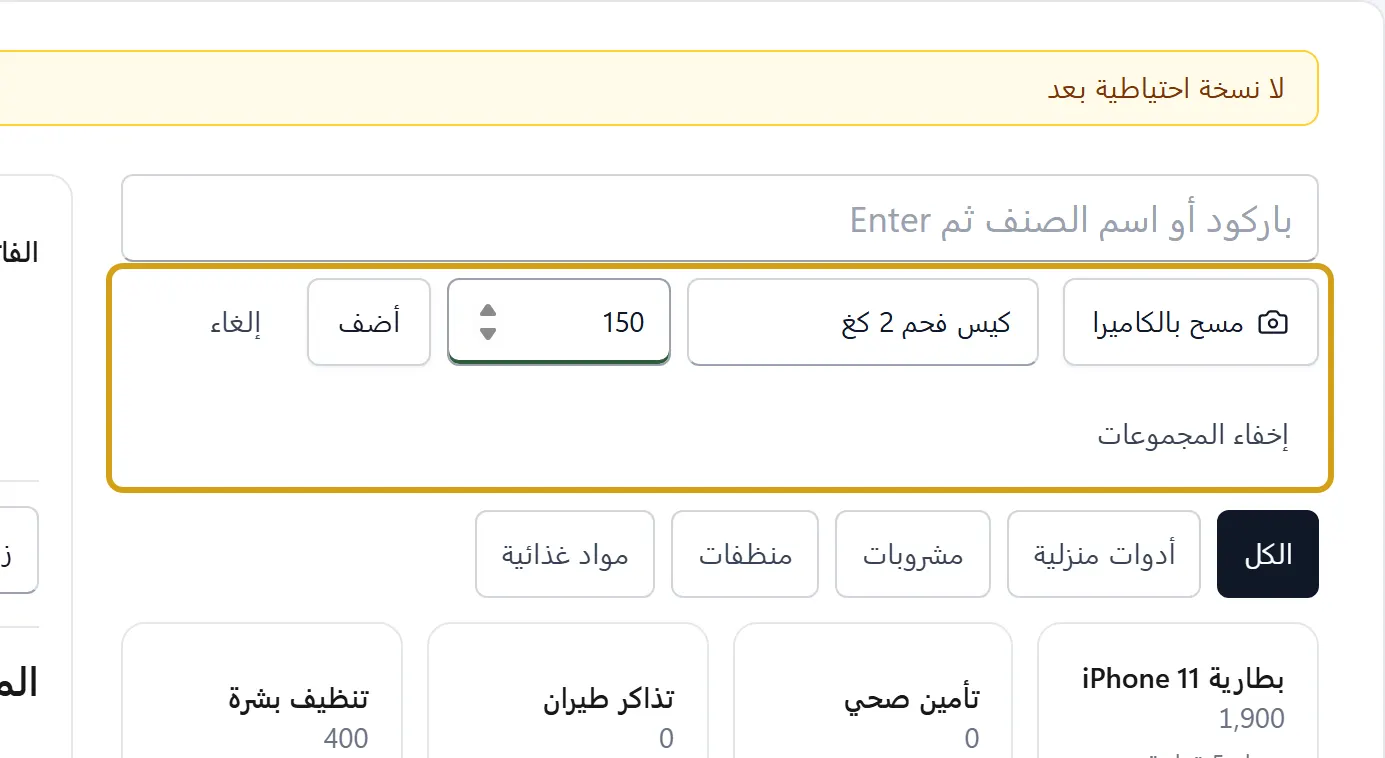 لا نسخة احتياطية بعد
باركود أو اسم الصنف ثم Enter
مسح بالكاميرا
كيس فحم 2 كغ
150
أضف
إلغاء
إخفاء المجموعات
الكل
أدوات منزلية
مشروبات
منظفات
مواد غذائية
بطارية iPhone 11
1,900
تأمين صحي
0
تذاكر طيران
0
تنظيف بشرة
400